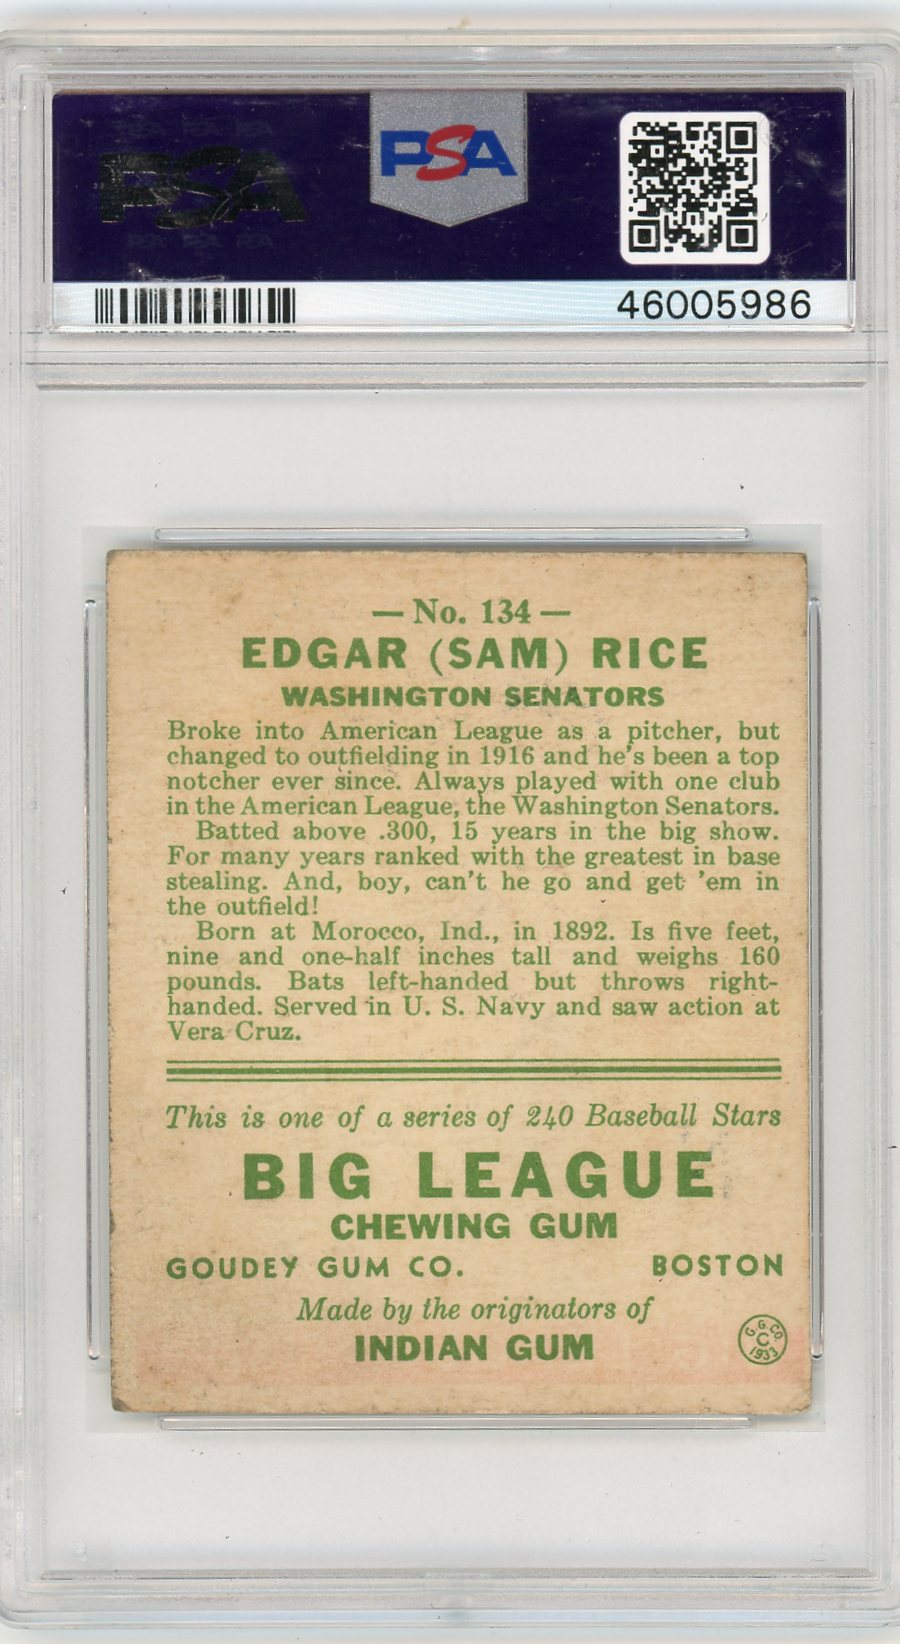 PSA
PSA
46005986
— No. 134 —
EDGAR (SAM) RICE
WASHINGTON SENATORS
Broke into American League as a pitcher, but
changed to outfielding in 1916 and he's been a top
notcher ever since. Always played with one club
in the American League, the Washington Senators.
Batted above .300, 15 years in the big show.
For many years ranked with the greatest in base
stealing. And, boy, can't he go and get 'em in
the outfield!
Born at Morocco, Ind., in 1892. Is five feet,
nine and one-half inches tall and weighs 160
pounds. Bats left-handed but throws right-
handed. Served in U. S. Navy and saw action at
Vera Cruz.
This is one of a series of 240 Baseball Stars
BIG LEAGUE
CHEWING GUM
GOUDEY GUM CO. BOSTON
Made by the originators of
INDIAN GUM
G. G. CO.
C
1933